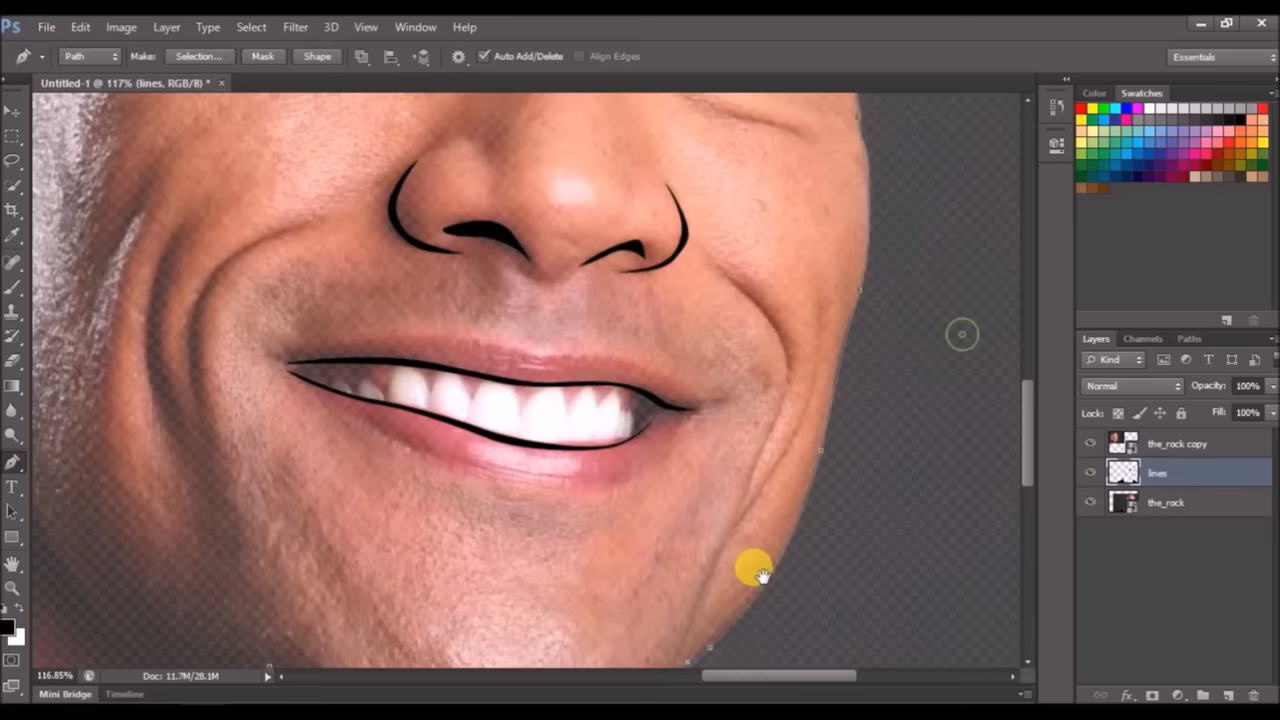 Ps File Edit Image Layer Type Select Filter 3D View Window Help
Path Make: Selection... Mask Shape Auto Add/Delete Align Edges Essentials
Untitled-1 @ 117% (lines, RGB/8) * ×
Color Swatches
Layers Channels Paths
Kind
Normal Opacity: 100%
Lock: Fill: 100%
the_rock copy
lines
the_rock
116.85% Doc: 11.7M/28.1M
Mini Bridge Timeline